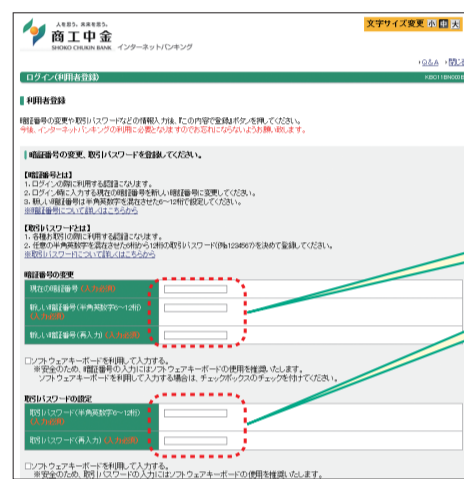 人を思う。未来を思う。
商工中金
SHOKO CHUKIN BANK インターネットバンキング
文字サイズ変更 小 中 大
Q&A
閉じる
ログイン(利用者登録)
利用者登録
暗証番号の変更や取引パスワードなどの情報入力後、「この内容で登録」ボタンを押してください。
今後、インターネットバンキングの利用に必要となりますのでお忘れにならないようお願い致します。
暗証番号の変更、取引パスワードを登録してください。
【暗証番号とは】
1. ログインの際に利用する認証になります。
2. ログイン時に入力する現在の暗証番号を新しい暗証番号に変更してください。
3. 新しい暗証番号は半角英数字を混在させた6～12桁で設定してください。
※暗証番号について詳しくはこちらから
【取引パスワードとは】
1. 各種お取引の際に利用する認証になります。
2. 任意の半角英数字を混在させた6桁から12桁の取引パスワード(例:a1234567)を決めて登録してください。
※取引パスワードについて詳しくはこちらから
暗証番号の変更
現在の暗証番号 (入力必須)
新しい暗証番号(半角英数字6～12桁)
(入力必須)
新しい暗証番号(再入力) (入力必須)
□ソフトウェアキーボードを利用して入力する。
※安全のため、暗証番号の入力にはソフトウェアキーボードの使用を推奨いたします。
ソフトウェアキーボードを利用して入力する場合は、チェックボックスのチェックを付けてください。
取引パスワードの設定
取引パスワード(半角英数字6～12桁)
(入力必須)
取引パスワード(再入力) (入力必須)
□ソフトウェアキーボードを利用して入力する。
※安全のため、取引パスワードの入力にはソフトウェアキーボードの使用を推奨いたします。